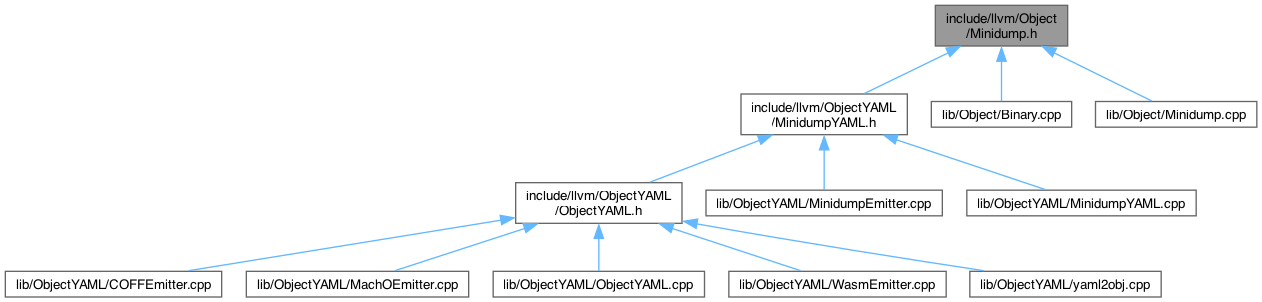 include/llvm/Object
/Minidump.h
include/llvm/ObjectYAML
/MinidumpYAML.h
lib/Object/Binary.cpp
lib/Object/Minidump.cpp
include/llvm/ObjectYAML
/ObjectYAML.h
lib/ObjectYAML/MinidumpEmitter.cpp
lib/ObjectYAML/MinidumpYAML.cpp
lib/ObjectYAML/COFFEmitter.cpp
lib/ObjectYAML/MachOEmitter.cpp
lib/ObjectYAML/ObjectYAML.cpp
lib/ObjectYAML/WasmEmitter.cpp
lib/ObjectYAML/yaml2obj.cpp